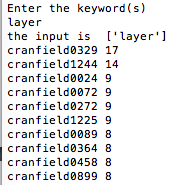 Enter the keyword(s)
layer
the input is  ['layer']
cranfield0329 17
cranfield1244 14
cranfield0024 9
cranfield0072 9
cranfield0272 9
cranfield1225 9
cranfield0089 8
cranfield0364 8
cranfield0458 8
cranfield0899 8